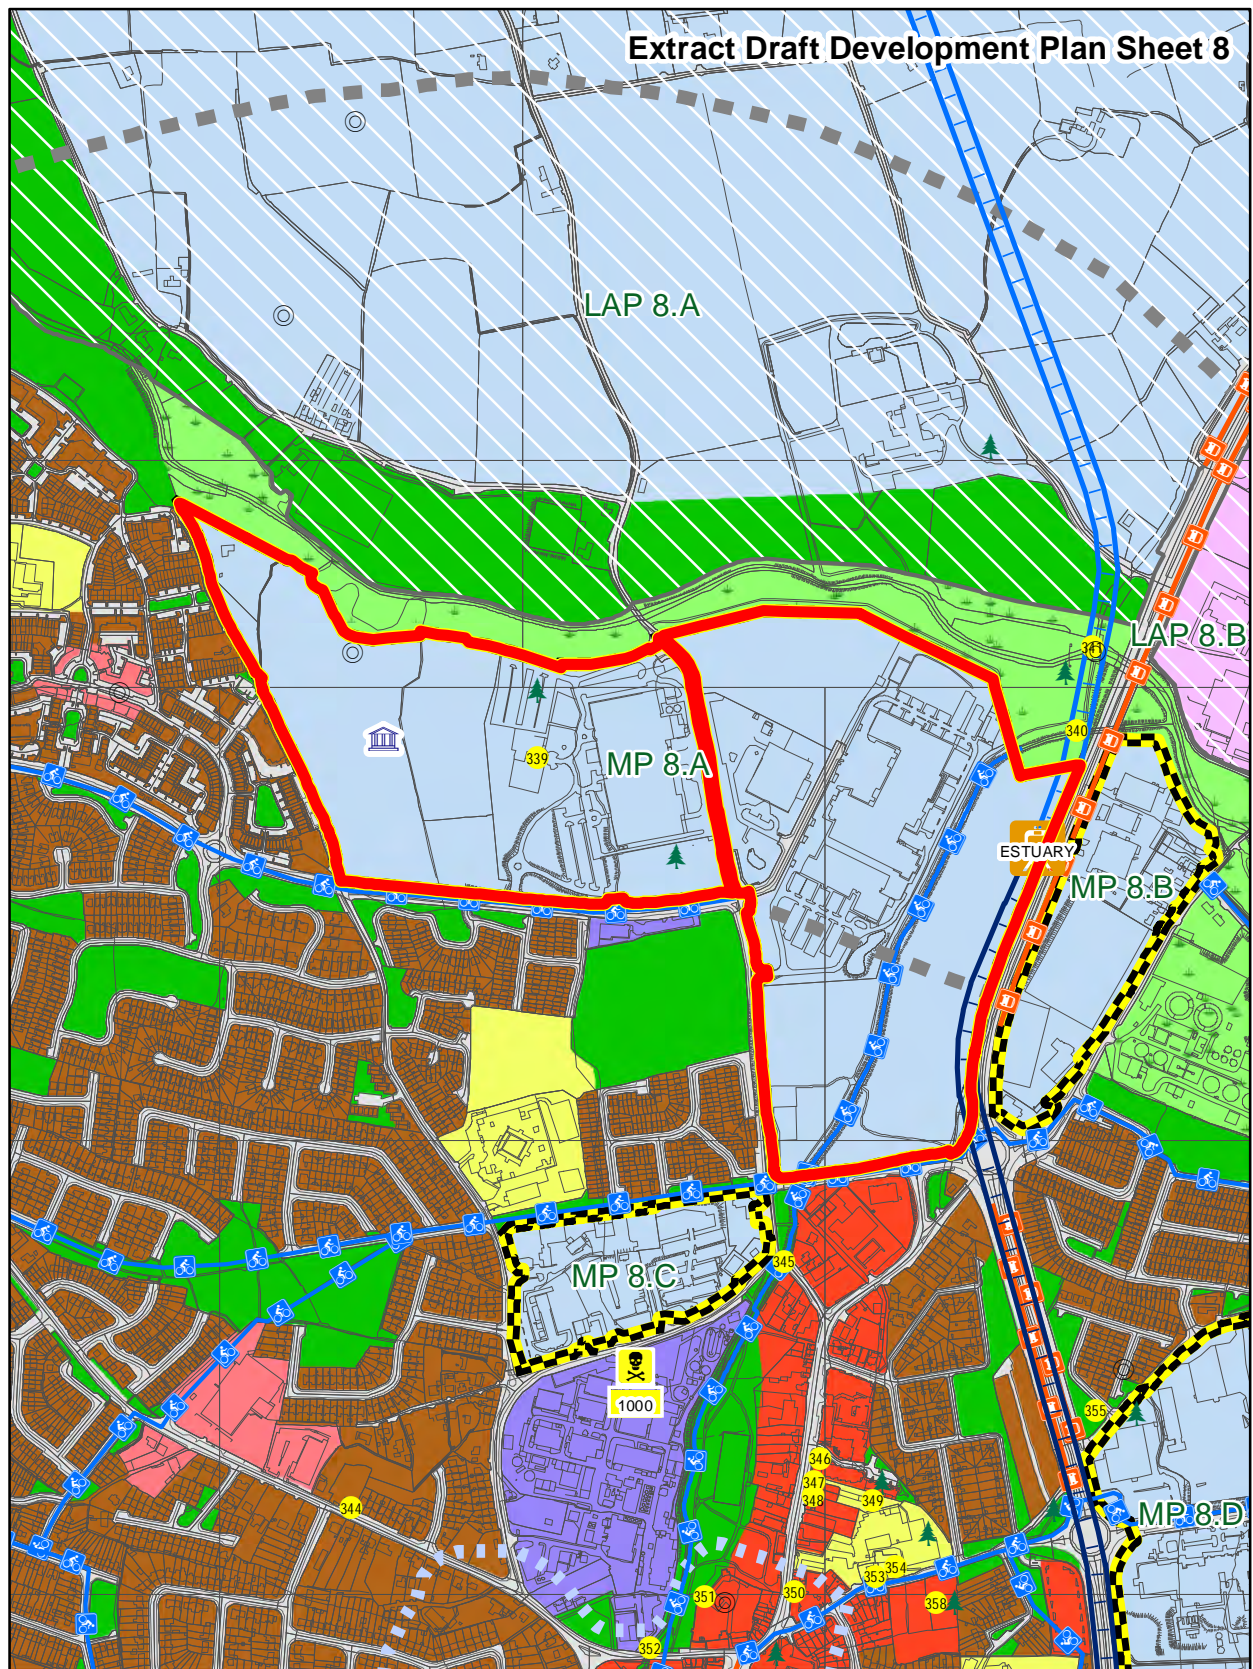 Extract Draft Development Plan Sheet 8
LAP 8.A
LAP 8.B
341
340
339
MP 8.A
ESTUARY
MP 8.B
345
MP 8.C
1000
355
346
347
348
349
344
MP 8.D
354
353
350
351
358
352